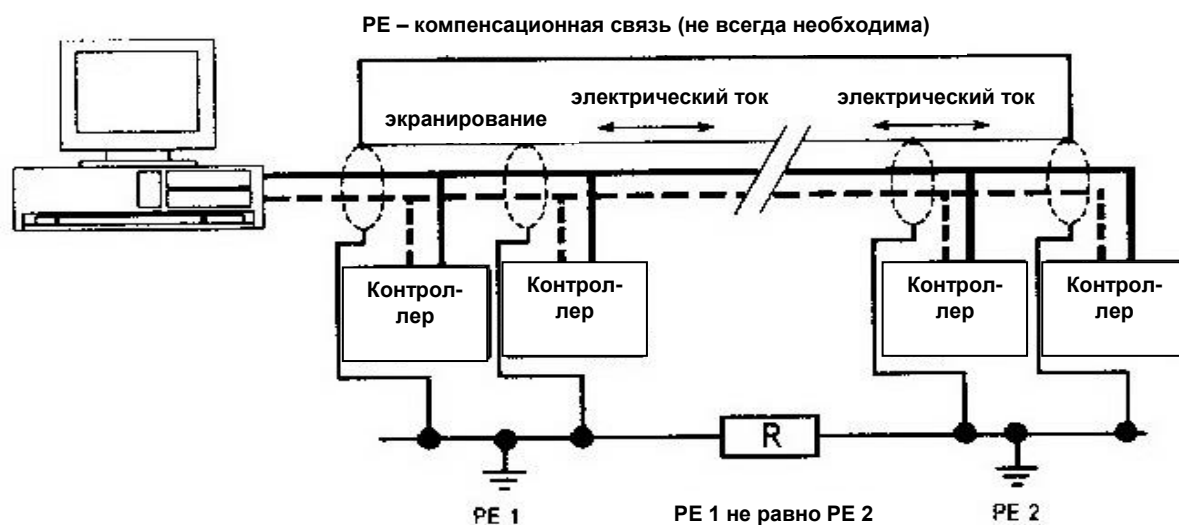 PE – компенсационная связь (не всегда необходима)
электрический ток
электрический ток
экранирование
Контрол-
лер
Контрол-
лер
Контрол-
лер
Контрол-
лер
R
PE 1
PE 1 не равно PE 2
PE 2